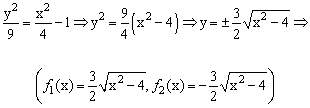 y²/9 = x²/4 − 1 ⇒ y² = 9/4 (x² − 4) ⇒ y = ± 3/2 √(x² − 4) ⇒
(f₁(x) = 3/2 √(x² − 4), f₂(x) = − 3/2 √(x² − 4))